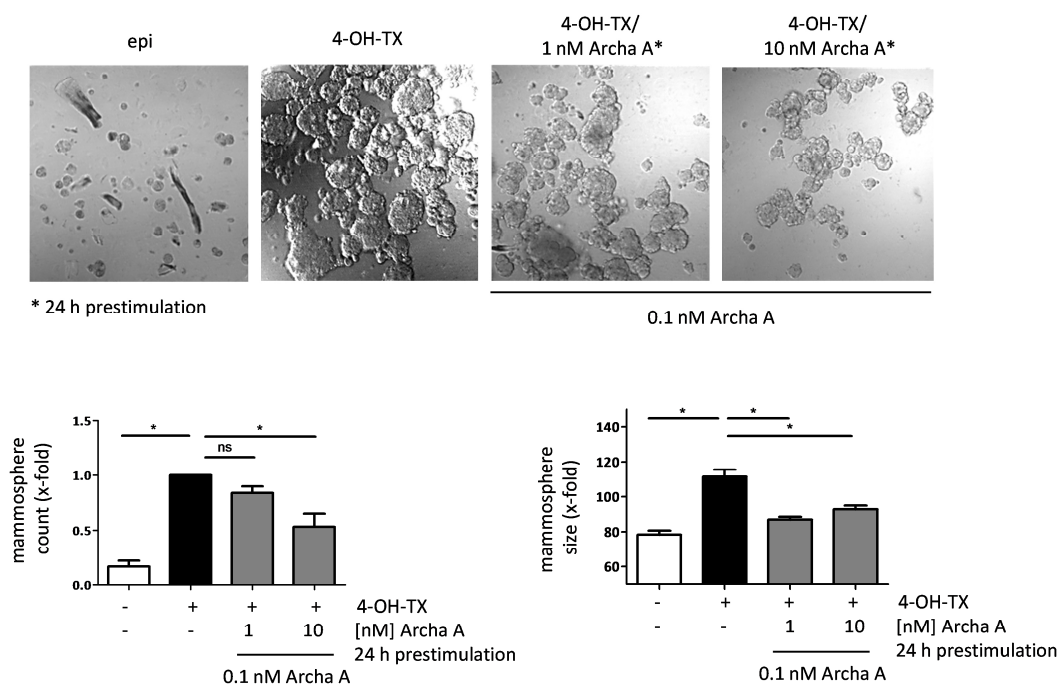 epi
4-OH-TX
4-OH-TX/
1 nM Archa A*
4-OH-TX/
10 nM Archa A*
* 24 h prestimulation
0.1 nM Archa A
mammosphere
count (x-fold)
1.5
1.0
0.5
0.0
*
*
ns
- + + + 4-OH-TX
- - 1 10 [nM] Archa A
24 h prestimulation
0.1 nM Archa A
mammosphere
size (x-fold)
140
120
100
80
60
* *
*
- + + + 4-OH-TX
- - 1 10 [nM] Archa A
24 h prestimulation
0.1 nM Archa A